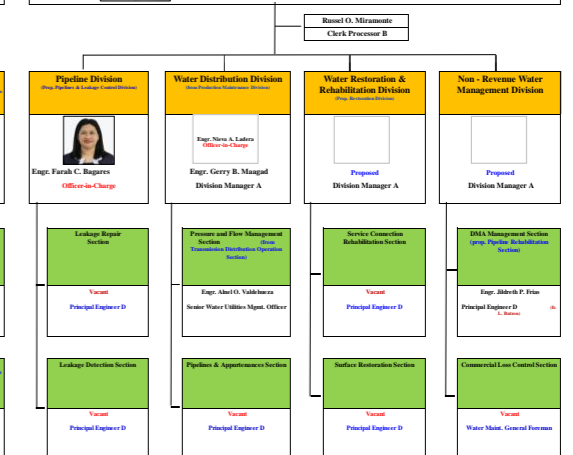 Russel O. Miramonte
Clerk Processor B
Pipeline Division
(Prop. Pipeline & Leakage Control Division)
Engr. Farah C. Bagares
Officer-in-Charge
Water Distribution Division
(from Production Maintenance Division)
Engr. Nieva A. Ladera
Officer-in-Charge
Engr. Gerry B. Maagad
Division Manager A
Water Restoration &
Rehabilitation Division
(Prop. Restoration Division)
Proposed
Division Manager A
Non - Revenue Water
Management Division
Proposed
Division Manager A
Leakage Repair
Section
Vacant
Principal Engineer D
Pressure and Flow Management
Section (from
Transmission Distribution Operation
Section)
Engr. Alnel O. Valdehueza
Senior Water Utilities Mgmt. Officer
Service Connection
Rehabilitation Section
Vacant
Principal Engineer D
DMA Management Section
(prop. Pipeline Rehabilitation
Section)
Engr. Jildreth P. Frias
Principal Engineer D
Leakage Detection Section
Vacant
Principal Engineer D
Pipelines & Appurtenances Section
Vacant
Principal Engineer D
Surface Restoration Section
Vacant
Principal Engineer D
Commercial Loss Control Section
Vacant
Water Maint. General Foreman